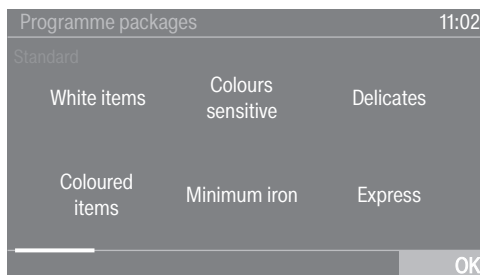 Programme packages 11:02
Standard
White items
Colours
sensitive
Delicates
Coloured
items
Minimum iron
Express
OK